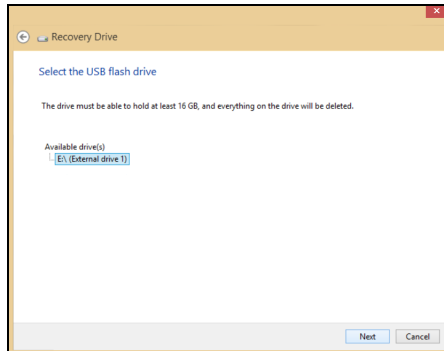 Recovery Drive
Select the USB flash drive
The drive must be able to hold at least 16 GB, and everything on the drive will be deleted.
Available drive(s)
E:\ (External drive 1)
Next Cancel